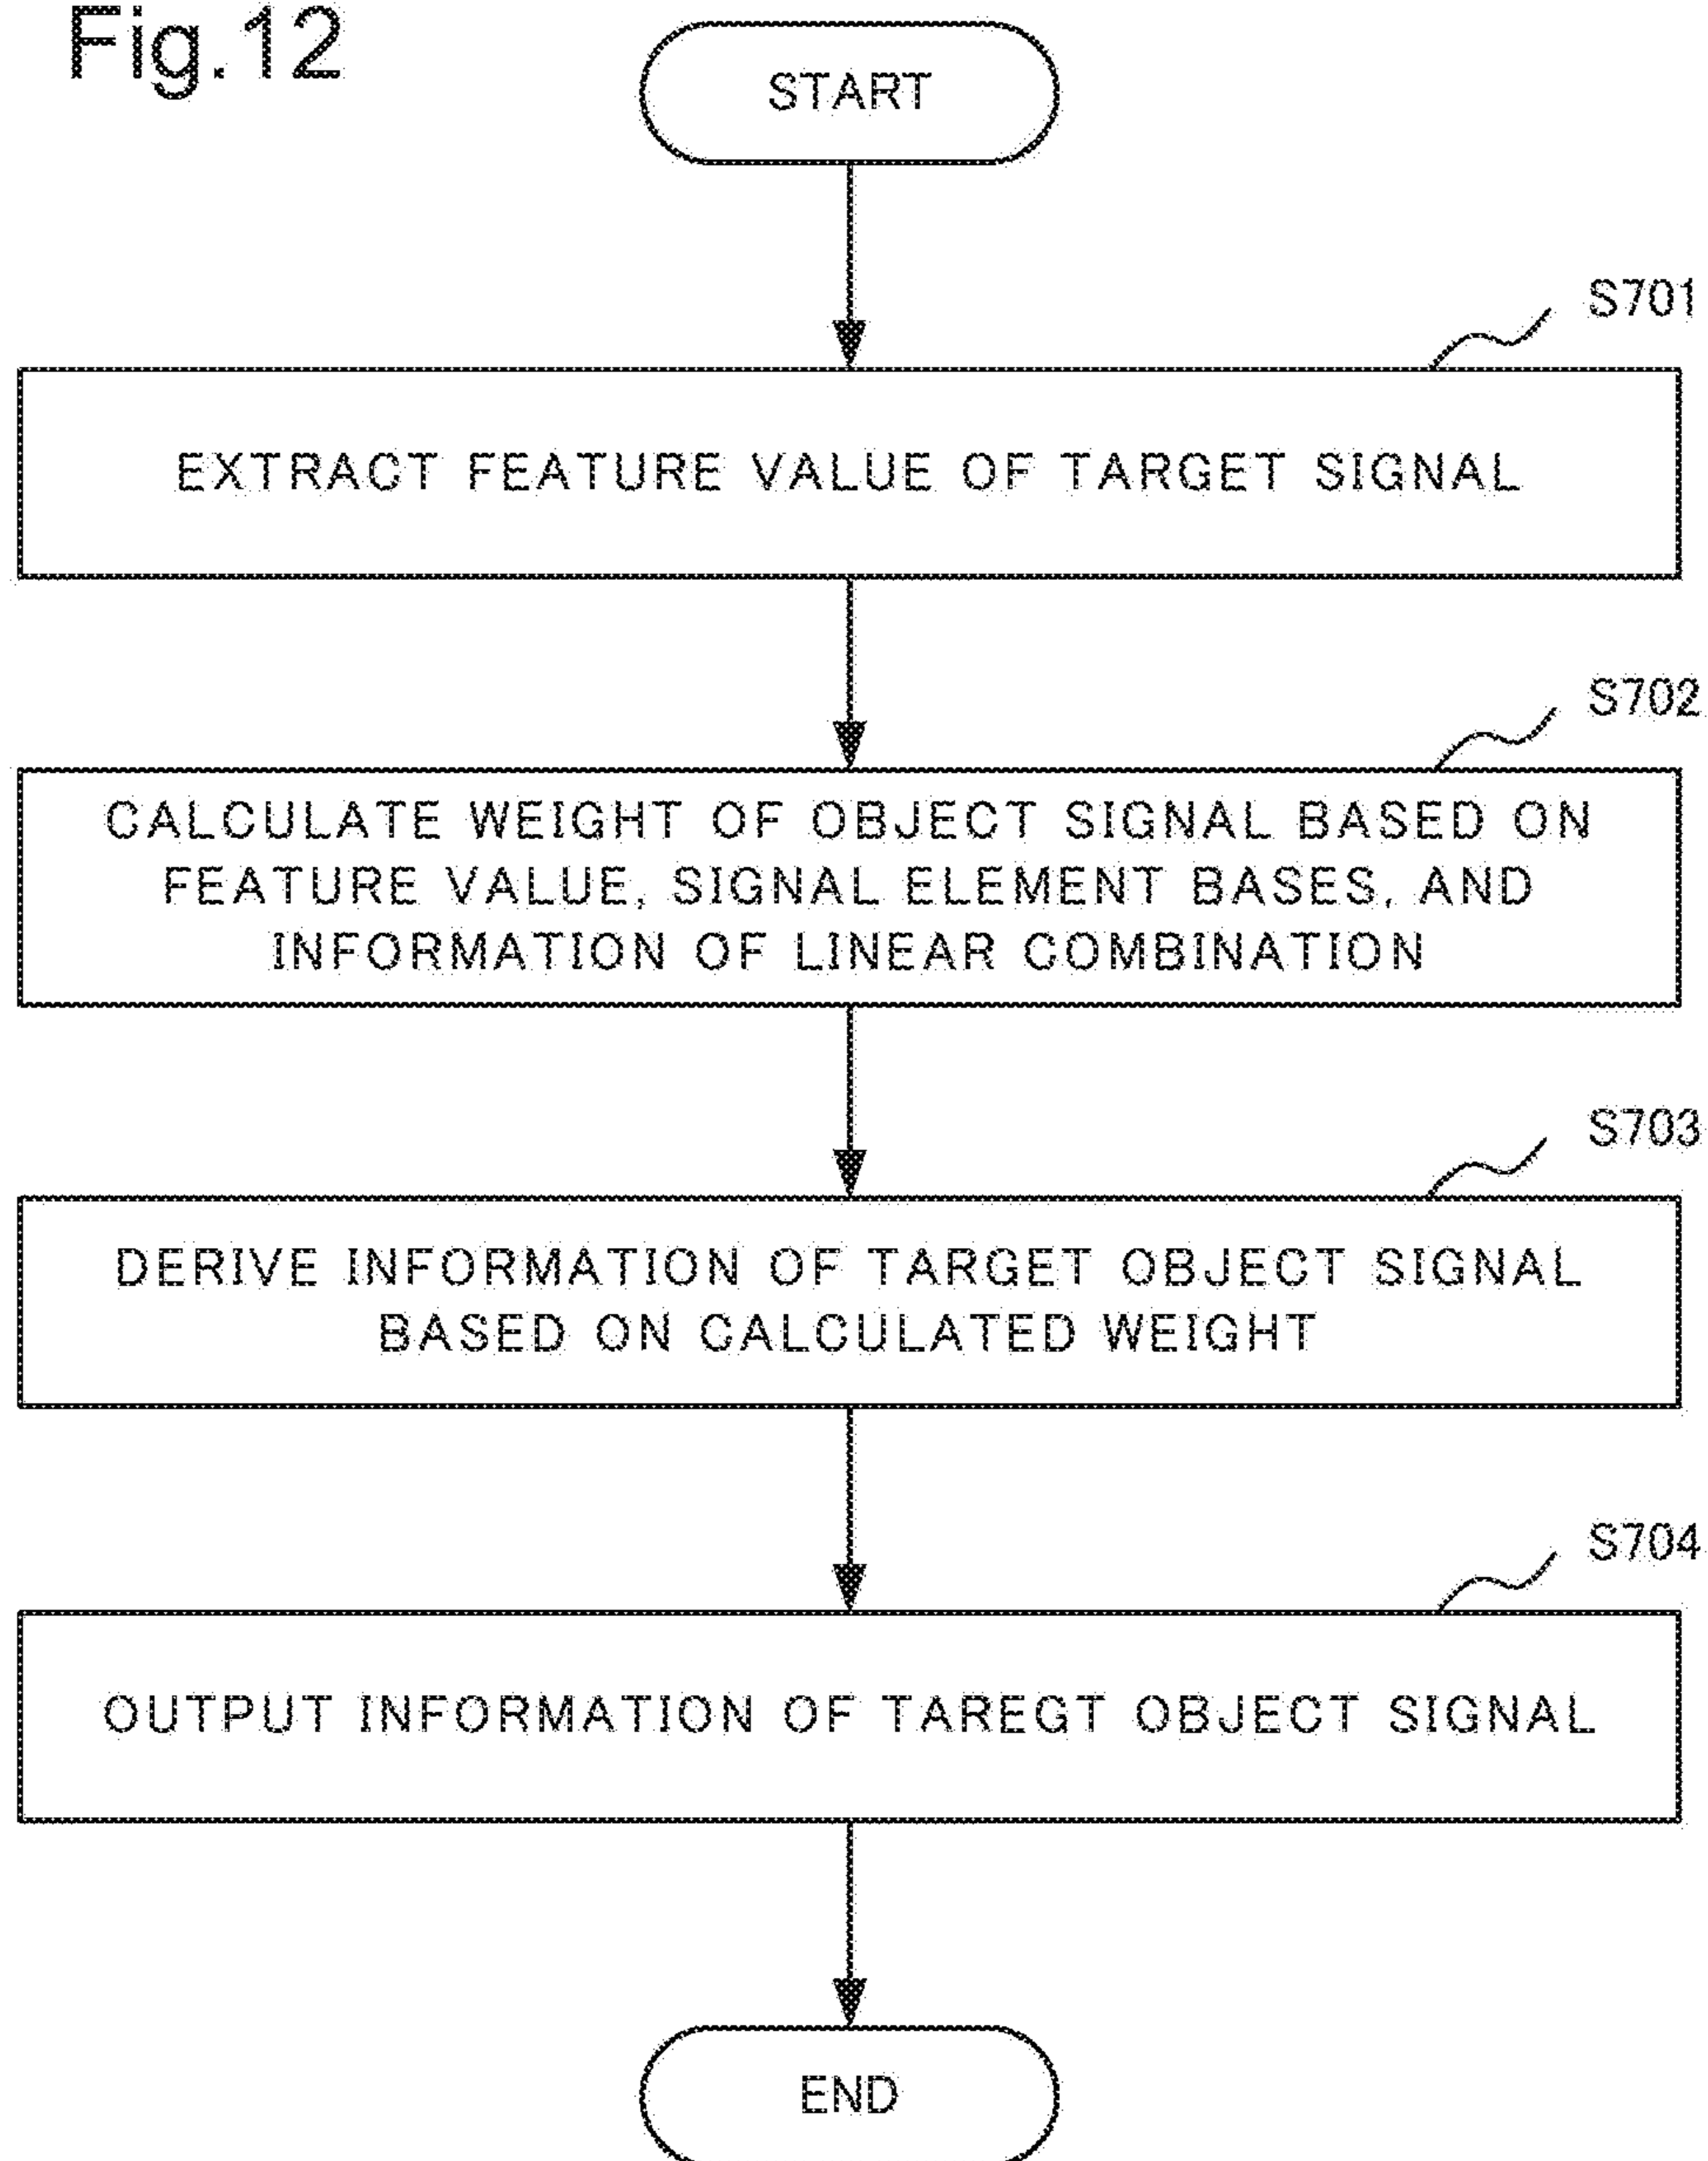 Fig.12
START
S701
EXTRACT FEATURE VALUE OF TARGET SIGNAL
S702
CALCULATE WEIGHT OF OBJECT SIGNAL BASED ON
FEATURE VALUE, SIGNAL ELEMENT BASES, AND
INFORMATION OF LINEAR COMBINATION
S703
DERIVE INFORMATION OF TARGET OBJECT SIGNAL
BASED ON CALCULATED WEIGHT
S704
OUTPUT INFORMATION OF TAREGT OBJECT SIGNAL
END